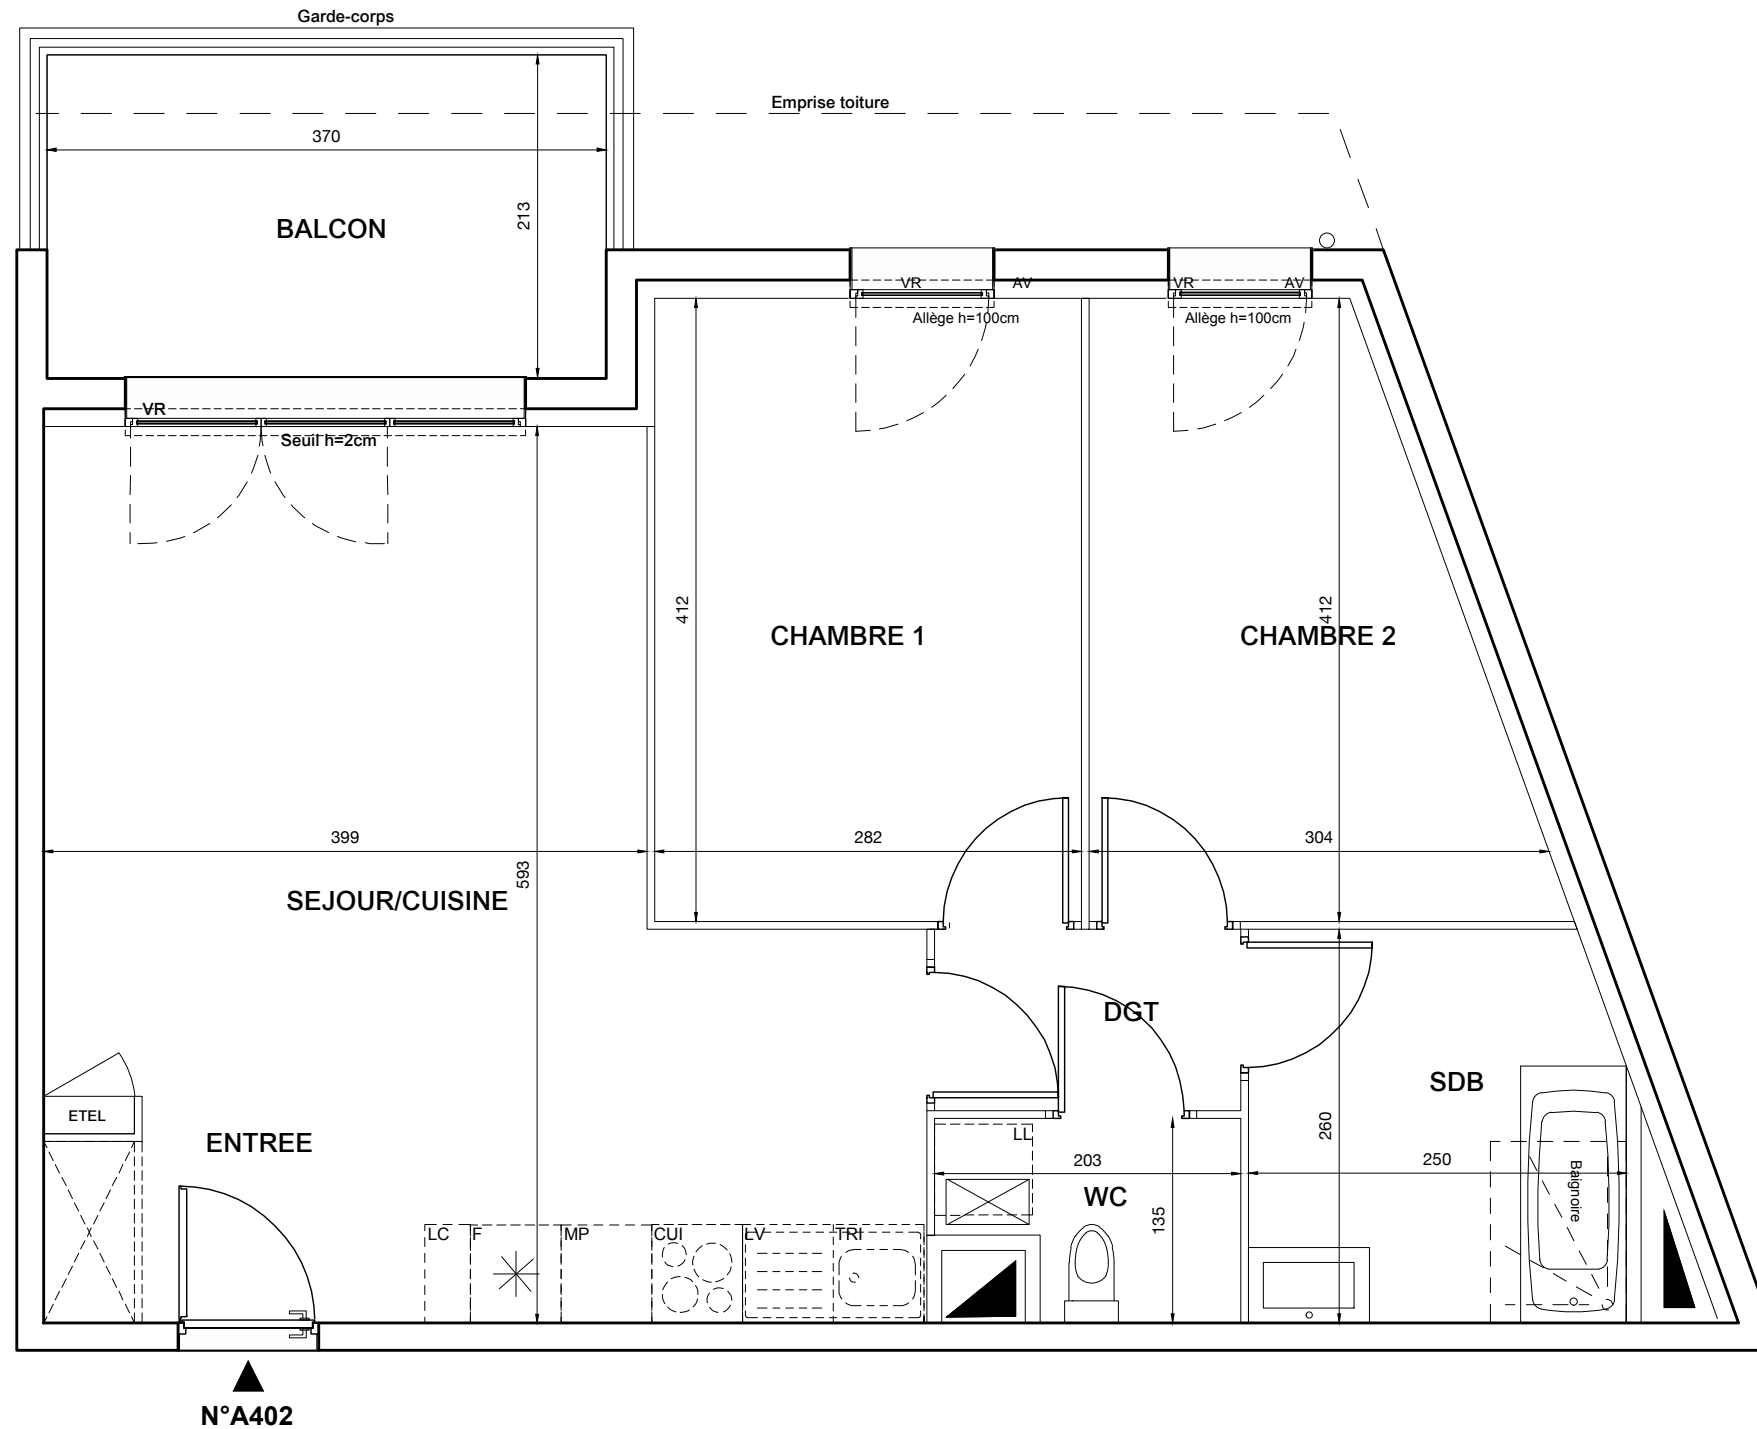 Garde-corps
Emprise toiture
370
213
BALCON
VR
AV
VR
AV
Allège h=100cm
Allège h=100cm
VR
Seuil h=2cm
412
412
CHAMBRE 1
CHAMBRE 2
399
282
304
593
SEJOUR/CUISINE
DGT
SDB
ETEL
ENTREE
LL
260
203
250
WC
135
Baignoire
LC
F
MP
CUI
LV
TRI
N°A402